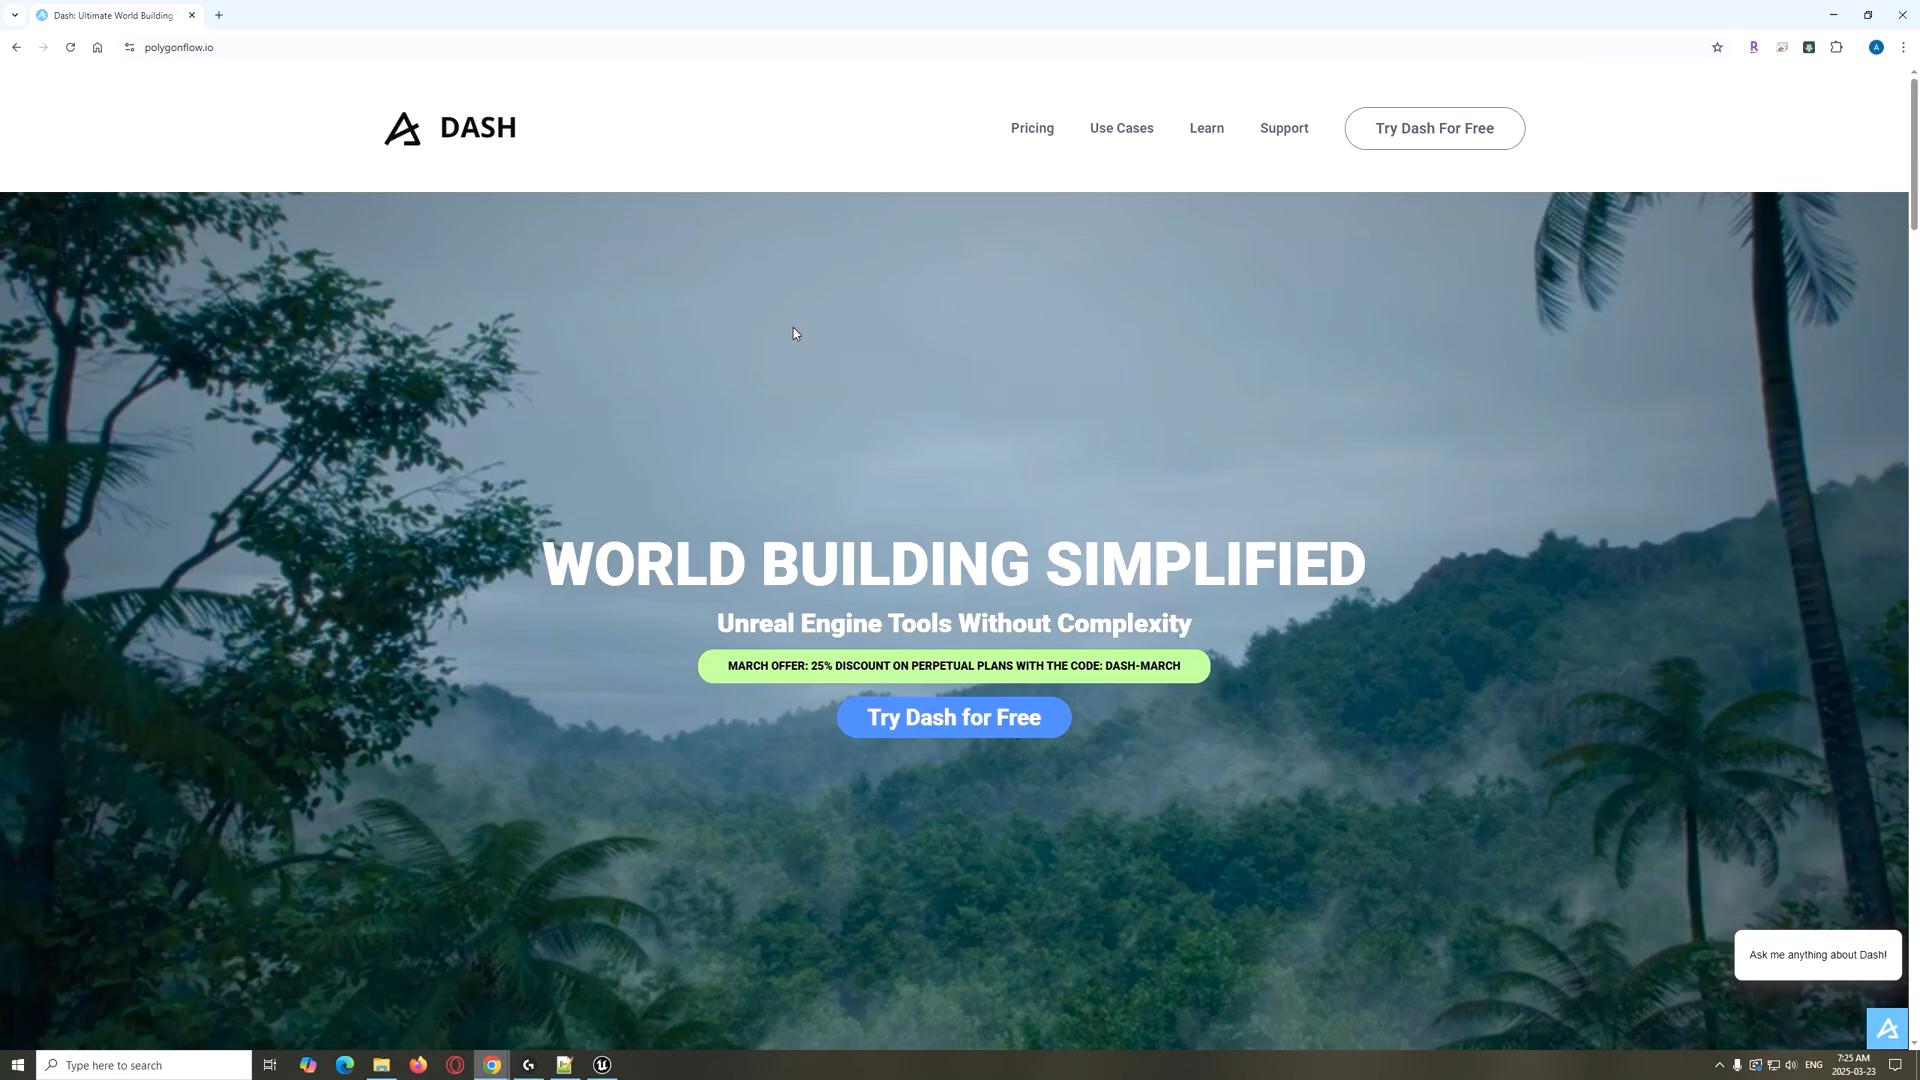 Dash: Ultimate World Building
polygonflow.io
R
A
DASH
Pricing
Use Cases
Learn
Support
Try Dash For Free
WORLD BUILDING SIMPLIFIED
Unreal Engine Tools Without Complexity
MARCH OFFER: 25% DISCOUNT ON PERPETUAL PLANS WITH THE CODE: DASH-MARCH
Try Dash for Free
Ask me anything about Dash!
Type here to search
ENG
7:25 AM
2025-03-23